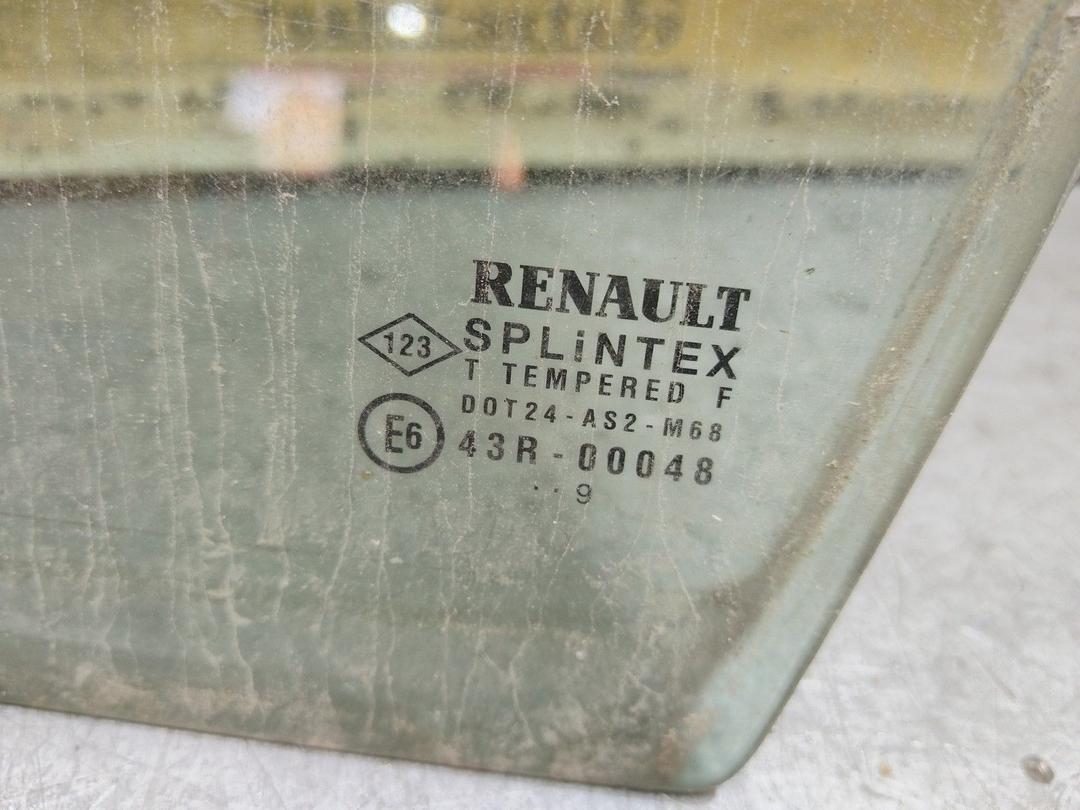 RENAULT
123
SPLiNTEX
T TEMPERED F
DOT24-AS2-M68
E6
43R-00048
··9